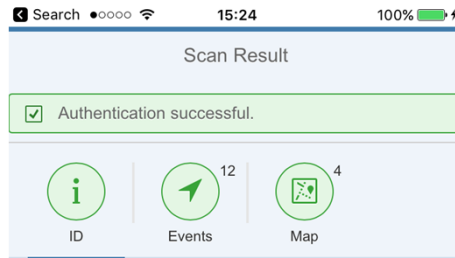 Search 15:24 100%
Scan Result
Authentication successful.
12 4
ID Events Map